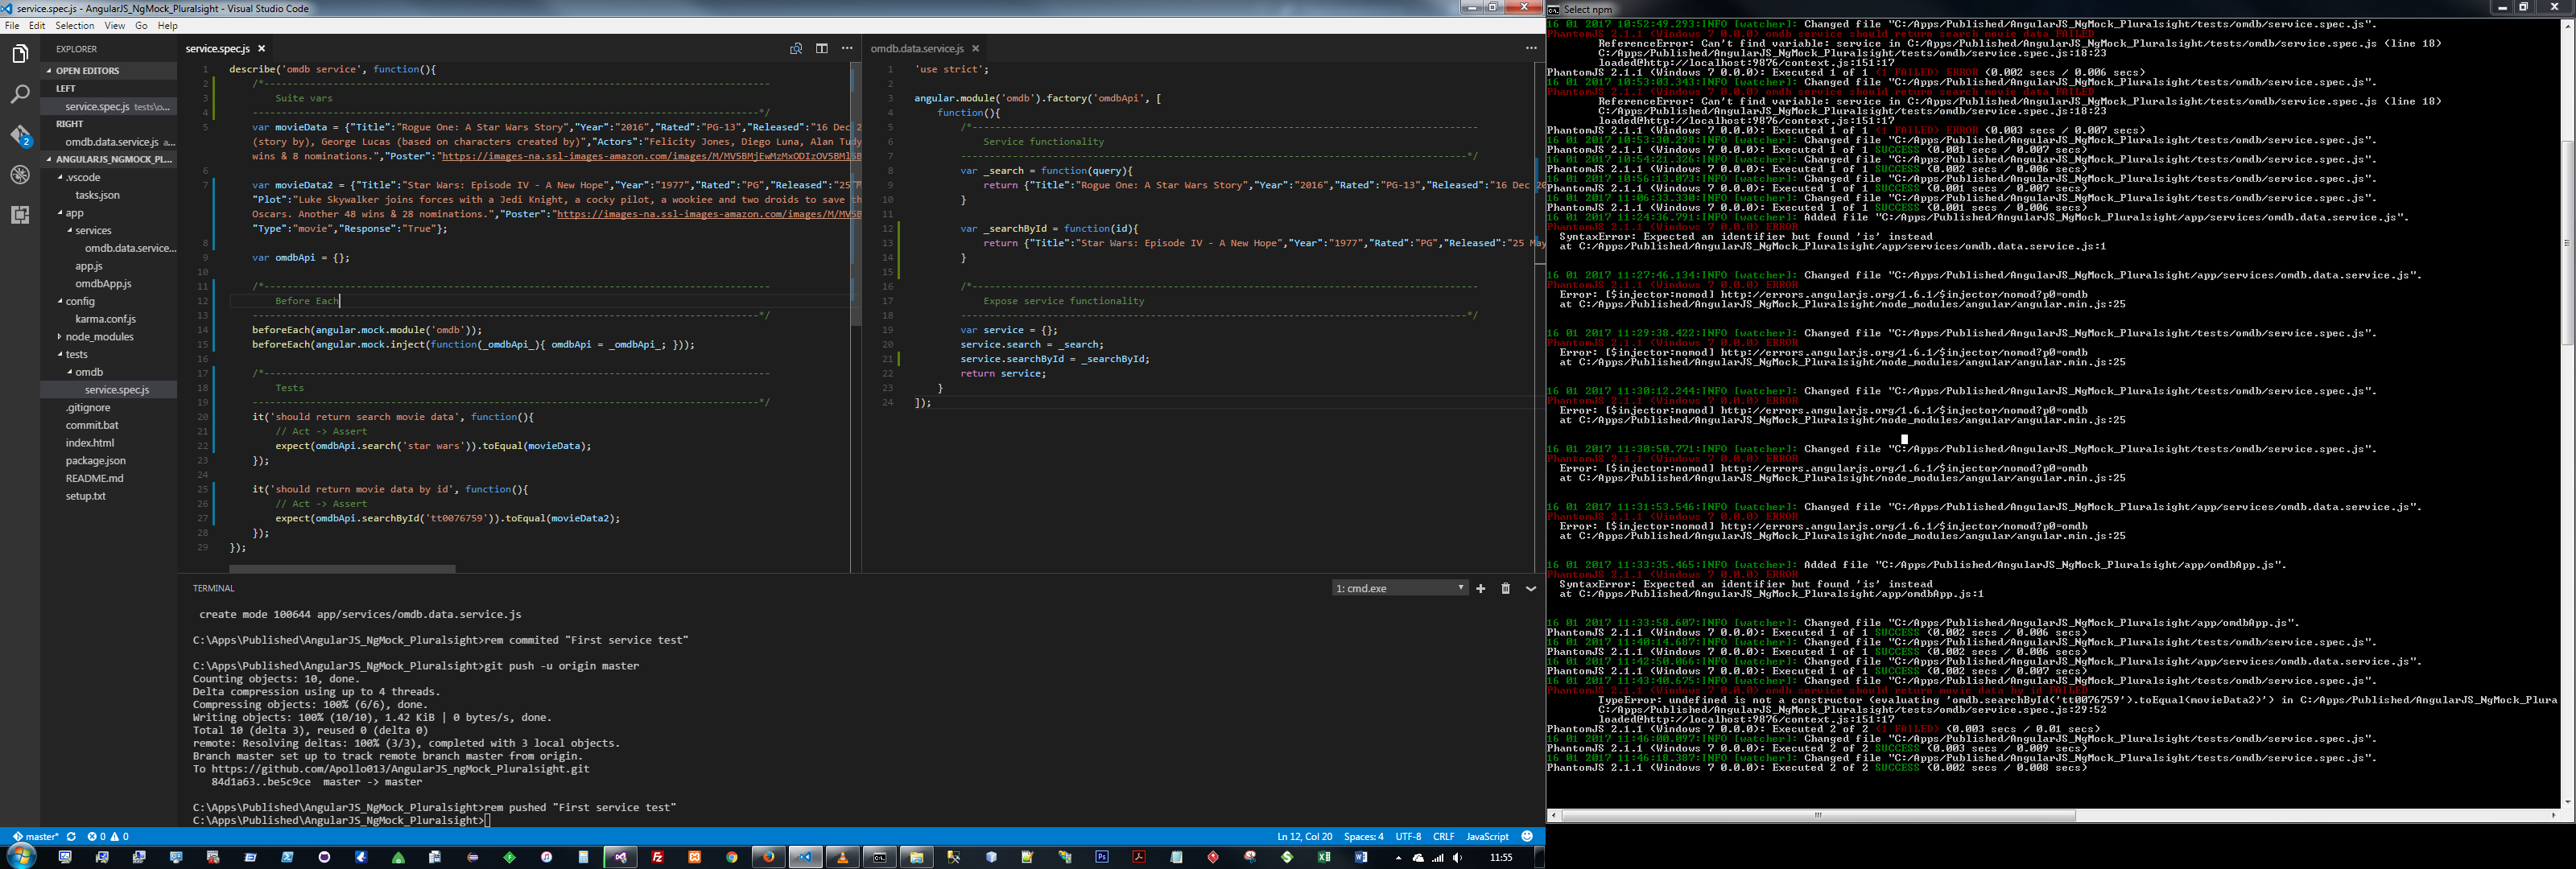 service.spec.js - AngularJS_NgMock_Pluralsight - Visual Studio Code
File Edit Selection View Go Help
EXPLORER
OPEN EDITORS
LEFT
service.spec.js tests\o...
RIGHT
omdb.data.service.js a...
ANGULARJS_NGMOCK_PL...
.vscode
tasks.json
app
services
omdb.data.service...
app.js
omdbApp.js
config
karma.conf.js
node_modules
tests
omdb
service.spec.js
.gitignore
commit.bat
index.html
package.json
README.md
setup.txt
2
service.spec.js
1 describe('omdb service', function(){
2 /*-----------------------------------------------------------------------------
3 Suite vars
4 -----------------------------------------------------------------------------*/
5 var movieData = {"Title":"Rogue One: A Star Wars Story","Year":"2016","Rated":"PG-13","Released":"16 Dec 2
(story by), George Lucas (based on characters created by)","Actors":"Felicity Jones, Diego Luna, Alan Tudy
wins & 8 nominations.","Poster":"https://images-na.ssl-images-amazon.com/images/M/MV5BMjEwMzMxODIzOV5BMl5B
6
7 var movieData2 = {"Title":"Star Wars: Episode IV - A New Hope","Year":"1977","Rated":"PG","Released":"25 M
"Plot":"Luke Skywalker joins forces with a Jedi Knight, a cocky pilot, a wookiee and two droids to save th
Oscars. Another 48 wins & 28 nominations.","Poster":"https://images-na.ssl-images-amazon.com/images/M/MV5B
"Type":"movie","Response":"True"};
8
9 var omdbApi = {};
10
11 /*-----------------------------------------------------------------------------
12 Before Each
13 -----------------------------------------------------------------------------*/
14 beforeEach(angular.mock.module('omdb'));
15 beforeEach(angular.mock.inject(function(_omdbApi_){ omdbApi = _omdbApi_; }));
16
17 /*-----------------------------------------------------------------------------
18 Tests
19 -----------------------------------------------------------------------------*/
20 it('should return search movie data', function(){
21 // Act -> Assert
22 expect(omdbApi.search('star wars')).toEqual(movieData);
23 });
24
25 it('should return movie data by id', function(){
26 // Act -> Assert
27 expect(omdbApi.searchById('tt0076759')).toEqual(movieData2);
28 });
29 });
omdb.data.service.js
1 'use strict';
2
3 angular.module('omdb').factory('omdbApi', [
4 function(){
5 /*-----------------------------------------------------------------------------
6 Service functionality
7 -----------------------------------------------------------------------------*/
8 var _search = function(query){
9 return {"Title":"Rogue One: A Star Wars Story","Year":"2016","Rated":"PG-13","Released":"16 Dec 20
10 }
11
12 var _searchById = function(id){
13 return {"Title":"Star Wars: Episode IV - A New Hope","Year":"1977","Rated":"PG","Released":"25 May
14 }
15
16 /*-----------------------------------------------------------------------------
17 Expose service functionality
18 -----------------------------------------------------------------------------*/
19 var service = {};
20 service.search = _search;
21 service.searchById = _searchById;
22 return service;
23 }
24 ]);
TERMINAL
1: cmd.exe
create mode 100644 app/services/omdb.data.service.js
C:\Apps\Published\AngularJS_NgMock_Pluralsight>rem commited "First service test"
C:\Apps\Published\AngularJS_NgMock_Pluralsight>git push -u origin master
Counting objects: 10, done.
Delta compression using up to 4 threads.
Compressing objects: 100% (6/6), done.
Writing objects: 100% (10/10), 1.42 KiB | 0 bytes/s, done.
Total 10 (delta 3), reused 0 (delta 0)
remote: Resolving deltas: 100% (3/3), completed with 3 local objects.
Branch master set up to track remote branch master from origin.
To https://github.com/Apollo013/AngularJS_ngMock_Pluralsight.git
84d1a63..be5c9ce master -> master
C:\Apps\Published\AngularJS_NgMock_Pluralsight>rem pushed "First service test"
C:\Apps\Published\AngularJS_NgMock_Pluralsight>
master* 0 0
Ln 12, Col 20 Spaces: 4 UTF-8 CRLF JavaScript
11:55
Select npm
16 01 2017 10:52:49.293:INFO [watcher]: Changed file "C:/Apps/Published/AngularJS_NgMock_Pluralsight/tests/omdb/service.spec.js".
PhantomJS 2.1.1 (Windows 7 0.0.0) omdb service should return search movie data FAILED
ReferenceError: Can't find variable: service in C:/Apps/Published/AngularJS_NgMock_Pluralsight/tests/omdb/service.spec.js (line 18)
C:/Apps/Published/AngularJS_NgMock_Pluralsight/tests/omdb/service.spec.js:18:23
loaded@http://localhost:9876/context.js:151:17
PhantomJS 2.1.1 (Windows 7 0.0.0): Executed 1 of 1 (1 FAILED) ERROR (0.002 secs / 0.006 secs)
16 01 2017 10:53:03.343:INFO [watcher]: Changed file "C:/Apps/Published/AngularJS_NgMock_Pluralsight/tests/omdb/service.spec.js".
PhantomJS 2.1.1 (Windows 7 0.0.0) omdb service should return search movie data FAILED
ReferenceError: Can't find variable: service in C:/Apps/Published/AngularJS_NgMock_Pluralsight/tests/omdb/service.spec.js (line 18)
C:/Apps/Published/AngularJS_NgMock_Pluralsight/tests/omdb/service.spec.js:18:23
loaded@http://localhost:9876/context.js:151:17
PhantomJS 2.1.1 (Windows 7 0.0.0): Executed 1 of 1 (1 FAILED) ERROR (0.003 secs / 0.007 secs)
16 01 2017 10:53:30.298:INFO [watcher]: Changed file "C:/Apps/Published/AngularJS_NgMock_Pluralsight/tests/omdb/service.spec.js".
PhantomJS 2.1.1 (Windows 7 0.0.0): Executed 1 of 1 SUCCESS (0.001 secs / 0.007 secs)
16 01 2017 10:54:21.326:INFO [watcher]: Changed file "C:/Apps/Published/AngularJS_NgMock_Pluralsight/tests/omdb/service.spec.js".
PhantomJS 2.1.1 (Windows 7 0.0.0): Executed 1 of 1 SUCCESS (0.002 secs / 0.006 secs)
16 01 2017 10:56:13.073:INFO [watcher]: Changed file "C:/Apps/Published/AngularJS_NgMock_Pluralsight/tests/omdb/service.spec.js".
PhantomJS 2.1.1 (Windows 7 0.0.0): Executed 1 of 1 SUCCESS (0.001 secs / 0.007 secs)
16 01 2017 11:06:33.330:INFO [watcher]: Changed file "C:/Apps/Published/AngularJS_NgMock_Pluralsight/tests/omdb/service.spec.js".
PhantomJS 2.1.1 (Windows 7 0.0.0): Executed 1 of 1 SUCCESS (0.001 secs / 0.006 secs)
16 01 2017 11:24:36.791:INFO [watcher]: Added file "C:/Apps/Published/AngularJS_NgMock_Pluralsight/app/services/omdb.data.service.js".
SyntaxError: Expected an identifier but found 'is' instead
at C:/Apps/Published/AngularJS_NgMock_Pluralsight/app/services/omdb.data.service.js:1
16 01 2017 11:27:46.134:INFO [watcher]: Changed file "C:/Apps/Published/AngularJS_NgMock_Pluralsight/app/services/omdb.data.service.js".
PhantomJS 2.1.1 (Windows 7 0.0.0) ERROR
Error: [$injector:nomod] http://errors.angularjs.org/1.6.1/$injector/nomod?p0=omdb
at C:/Apps/Published/AngularJS_NgMock_Pluralsight/node_modules/angular/angular.min.js:25
16 01 2017 11:29:38.422:INFO [watcher]: Changed file "C:/Apps/Published/AngularJS_NgMock_Pluralsight/tests/omdb/service.spec.js".
PhantomJS 2.1.1 (Windows 7 0.0.0) ERROR
Error: [$injector:nomod] http://errors.angularjs.org/1.6.1/$injector/nomod?p0=omdb
at C:/Apps/Published/AngularJS_NgMock_Pluralsight/node_modules/angular/angular.min.js:25
16 01 2017 11:30:12.244:INFO [watcher]: Changed file "C:/Apps/Published/AngularJS_NgMock_Pluralsight/tests/omdb/service.spec.js".
PhantomJS 2.1.1 (Windows 7 0.0.0) ERROR
Error: [$injector:nomod] http://errors.angularjs.org/1.6.1/$injector/nomod?p0=omdb
at C:/Apps/Published/AngularJS_NgMock_Pluralsight/node_modules/angular/angular.min.js:25
16 01 2017 11:30:50.771:INFO [watcher]: Changed file "C:/Apps/Published/AngularJS_NgMock_Pluralsight/tests/omdb/service.spec.js".
PhantomJS 2.1.1 (Windows 7 0.0.0) ERROR
Error: [$injector:nomod] http://errors.angularjs.org/1.6.1/$injector/nomod?p0=omdb
at C:/Apps/Published/AngularJS_NgMock_Pluralsight/node_modules/angular/angular.min.js:25
16 01 2017 11:31:53.546:INFO [watcher]: Changed file "C:/Apps/Published/AngularJS_NgMock_Pluralsight/app/services/omdb.data.service.js".
PhantomJS 2.1.1 (Windows 7 0.0.0) ERROR
Error: [$injector:nomod] http://errors.angularjs.org/1.6.1/$injector/nomod?p0=omdb
at C:/Apps/Published/AngularJS_NgMock_Pluralsight/node_modules/angular/angular.min.js:25
16 01 2017 11:33:35.465:INFO [watcher]: Added file "C:/Apps/Published/AngularJS_NgMock_Pluralsight/app/omdbApp.js".
PhantomJS 2.1.1 (Windows 7 0.0.0) ERROR
SyntaxError: Expected an identifier but found 'is' instead
at C:/Apps/Published/AngularJS_NgMock_Pluralsight/app/omdbApp.js:1
16 01 2017 11:33:58.607:INFO [watcher]: Changed file "C:/Apps/Published/AngularJS_NgMock_Pluralsight/app/omdbApp.js".
PhantomJS 2.1.1 (Windows 7 0.0.0): Executed 1 of 1 SUCCESS (0.002 secs / 0.006 secs)
16 01 2017 11:40:14.687:INFO [watcher]: Changed file "C:/Apps/Published/AngularJS_NgMock_Pluralsight/tests/omdb/service.spec.js".
PhantomJS 2.1.1 (Windows 7 0.0.0): Executed 1 of 1 SUCCESS (0.002 secs / 0.006 secs)
16 01 2017 11:42:50.066:INFO [watcher]: Changed file "C:/Apps/Published/AngularJS_NgMock_Pluralsight/app/services/omdb.data.service.js".
PhantomJS 2.1.1 (Windows 7 0.0.0): Executed 1 of 1 SUCCESS (0.002 secs / 0.007 secs)
16 01 2017 11:43:40.675:INFO [watcher]: Changed file "C:/Apps/Published/AngularJS_NgMock_Pluralsight/tests/omdb/service.spec.js".
PhantomJS 2.1.1 (Windows 7 0.0.0) omdb service should return movie data by id FAILED
TypeError: undefined is not a constructor (evaluating 'omdb.searchById('tt0076759').toEqual(movieData2)') in C:/Apps/Published/AngularJS_NgMock_Plura
C:/Apps/Published/AngularJS_NgMock_Pluralsight/tests/omdb/service.spec.js:29:52
loaded@http://localhost:9876/context.js:151:17
PhantomJS 2.1.1 (Windows 7 0.0.0): Executed 2 of 2 (1 FAILED) (0.003 secs / 0.01 secs)
16 01 2017 11:46:00.097:INFO [watcher]: Changed file "C:/Apps/Published/AngularJS_NgMock_Pluralsight/tests/omdb/service.spec.js".
PhantomJS 2.1.1 (Windows 7 0.0.0): Executed 2 of 2 SUCCESS (0.003 secs / 0.009 secs)
16 01 2017 11:46:18.387:INFO [watcher]: Changed file "C:/Apps/Published/AngularJS_NgMock_Pluralsight/tests/omdb/service.spec.js".
PhantomJS 2.1.1 (Windows 7 0.0.0): Executed 2 of 2 SUCCESS (0.002 secs / 0.008 secs)